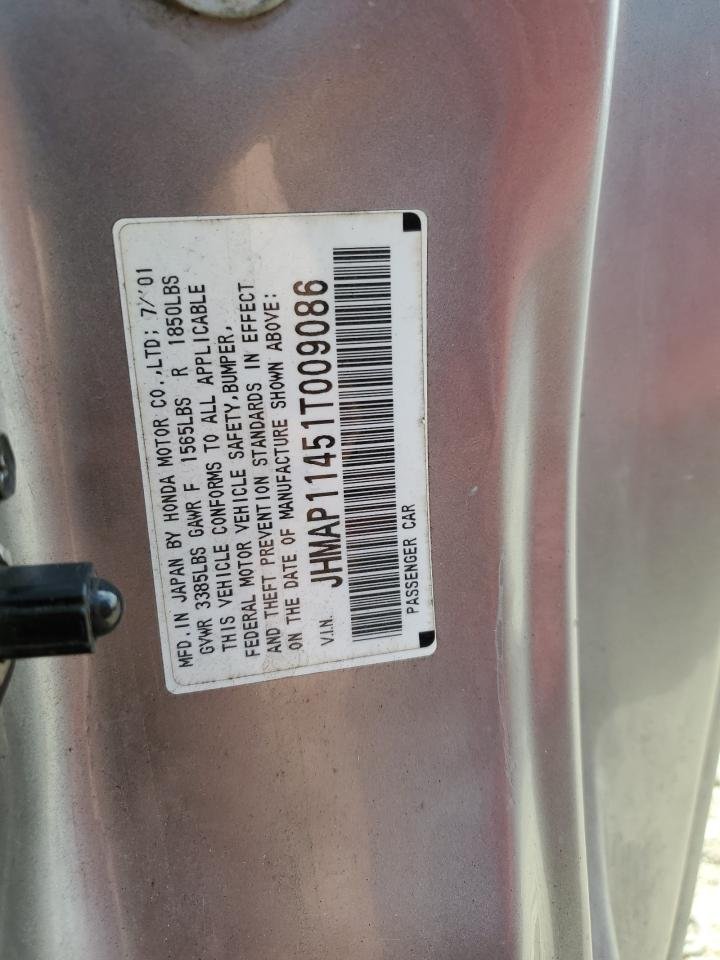 MFD. IN JAPAN BY HONDA MOTOR CO.,LTD; 7/'01
GVWR 3385LBS GAWR F 1565LBS R 1850LBS
THIS VEHICLE CONFORMS TO ALL APPLICABLE
FEDERAL MOTOR VEHICLE SAFETY,BUMPER,
AND THEFT PREVENTION STANDARDS IN EFFECT
ON THE DATE OF MANUFACTURE SHOWN ABOVE:
V.I.N. JHMAP11451T009086
PASSENGER CAR